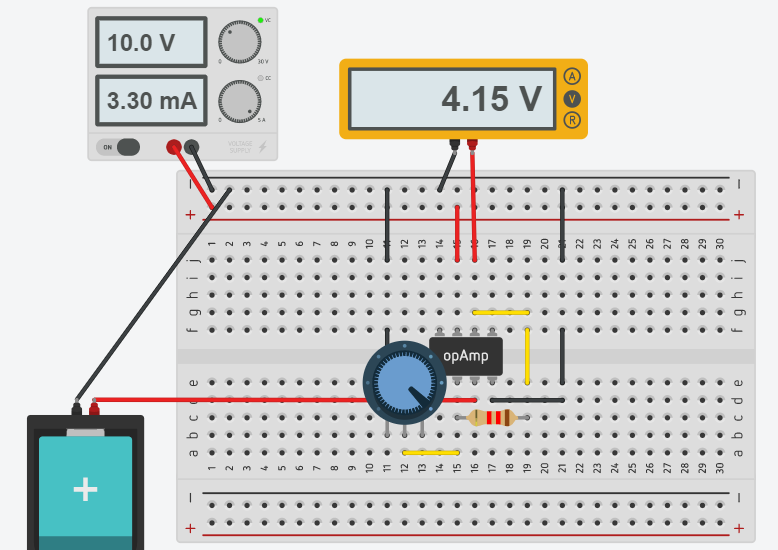 VC
10.0 V
0 30 V
CC
3.30 mA
0 5 A
ON
VOLTAGE
SUPPLY
4.15 V
A
V
R
− −
+ +
1 2 3 4 5 6 7 8 9 10 11 12 13 14 15 16 17 18 19 20 21 22 23 24 25 26 27 28 29 30
j j
i i
h h
g g
f f
opAmp
e e
d d
c c
b b
a a
1 2 3 4 5 6 7 8 9 10 11 12 13 14 15 16 17 18 19 20 21 22 23 24 25 26 27 28 29 30
+
− −
+ +